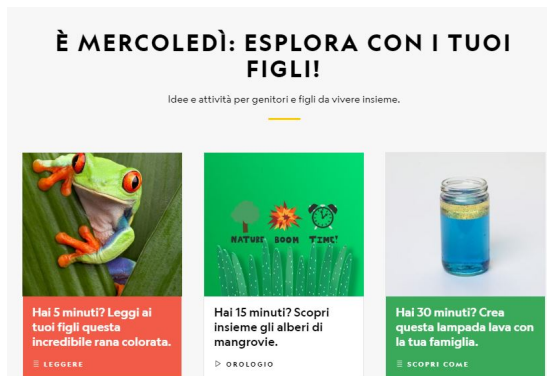 È MERCOLEDÌ: ESPLORA CON I TUOI
FIGLI!
Idee e attività per genitori e figli da vivere insieme.
Hai 5 minuti? Leggi ai
tuoi figli questa
incredibile rana colorata.
LEGGERE
NATURE BOOM TIME!
Hai 15 minuti? Scopri
insieme gli alberi di
mangrovie.
OROLOGIO
Hai 30 minuti? Crea
questa lampada lava con
la tua famiglia.
SCOPRI COME